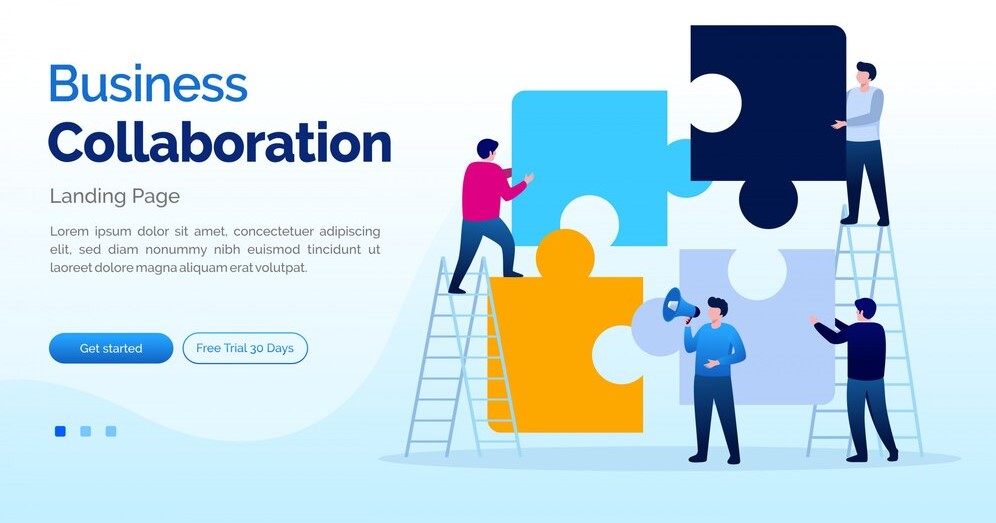 Business
Collaboration
Landing Page
Lorem ipsum dolor sit amet, concectetuer adipiscing
elit, sed diam nonummy nibh euismod tincidunt ut
laoreet dolore magna aliquam erat volutpat.
Get started
Free Trial 30 Days